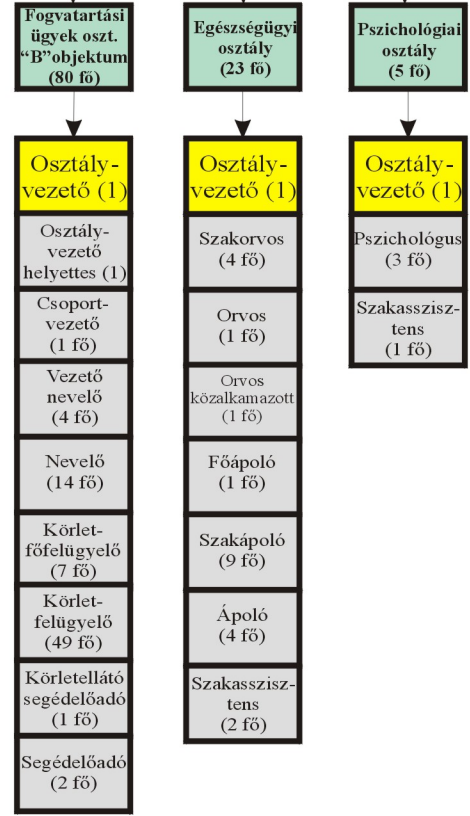 Fogvatartási
ügyek oszt.
“B”objektum
(80 fő)
Osztály-
vezető (1)
Osztály-
vezető
helyettes (1)
Csoport-
vezető
(1 fő)
Vezető
nevelő
(4 fő)
Nevelő
(14 fő)
Körlet-
főfelügyelő
(7 fő)
Körlet-
felügyelő
(49 fő)
Körletellátó
segédelőadó
(1 fő)
Segédelőadó
(2 fő)
Egészségügyi
osztály
(23 fő)
Osztály-
vezető (1)
Szakorvos
(4 fő)
Orvos
(1 fő)
Orvos
közalkamazott
(1 fő)
Főápoló
(1 fő)
Szakápoló
(9 fő)
Ápoló
(4 fő)
Szakasszisz-
tens
(2 fő)
Pszichológiai
osztály
(5 fő)
Osztály-
vezető (1)
Pszichológus
(3 fő)
Szakasszisz-
tens
(1 fő)